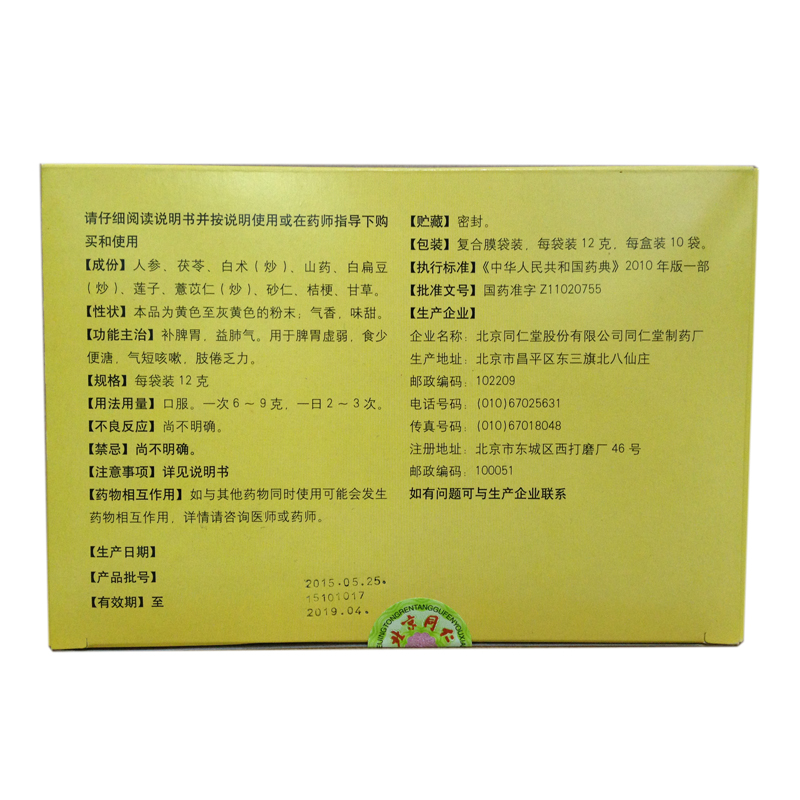 请仔细阅读说明书并按说明使用或在药师指导下购
买和使用
【成份】人参、茯苓、白术（炒）、山药、白扁豆
（炒）、莲子、薏苡仁（炒）、砂仁、桔梗、甘草。
【性状】本品为黄色至灰黄色的粉末；气香，味甜。
【功能主治】补脾胃，益肺气。用于脾胃虚弱，食少
便溏，气短咳嗽，肢倦乏力。
【规格】每袋装12克
【用法用量】口服。一次6～9克，一日2～3次。
【不良反应】尚不明确。
【禁忌】尚不明确。
【注意事项】详见说明书
【药物相互作用】如与其他药物同时使用可能会发生
药物相互作用，详情请咨询医师或药师。
【生产日期】
【产品批号】
【有效期】至
2015.05.25.
15101017
2019.04.
【贮藏】密封。
【包装】复合膜袋装，每袋装12克，每盒装10袋。
【执行标准】《中华人民共和国药典》2010年版一部
【批准文号】国药准字Z11020755
【生产企业】
企业名称：北京同仁堂股份有限公司同仁堂制药厂
生产地址：北京市昌平区东三旗北八仙庄
邮政编码：102209
电话号码：(010)67025631
传真号码：(010)67018048
注册地址：北京市东城区西打磨厂46号
邮政编码：100051
如有问题可与生产企业联系
北京同仁